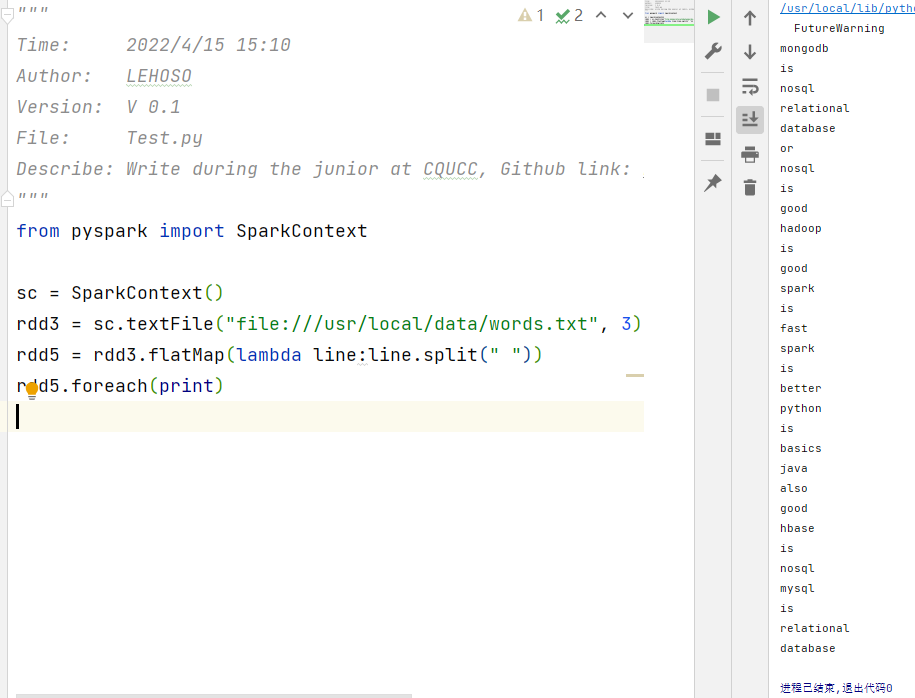 """
Time:     2022/4/15 15:10
Author:   LEHOSO
Version:  V 0.1
File:     Test.py
Describe: Write during the junior at CQUCC, Github link:
"""
from pyspark import SparkContext
sc = SparkContext()
rdd3 = sc.textFile("file:///usr/local/data/words.txt", 3)
rdd5 = rdd3.flatMap(lambda line:line.split(" "))
rdd5.foreach(print)
1 2
/usr/local/lib/pytho
FutureWarning
mongodb
is
nosql
relational
database
or
nosql
is
good
hadoop
is
good
spark
is
fast
spark
is
better
python
is
basics
java
also
good
hbase
is
nosql
mysql
is
relational
database
进程已结束,退出代码0